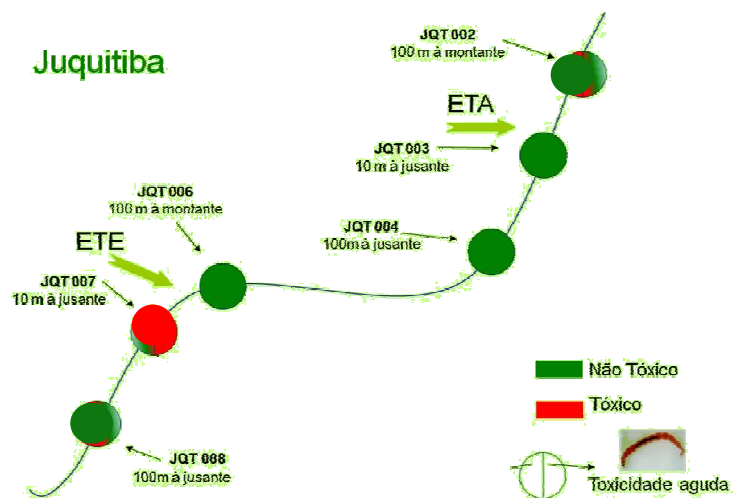 Juquitiba
JQT 002
100 m à montante
ETA
JQT 003
10 m à jusante
JQT 004
100m à jusante
JQT 006
100 m à montante
ETE
JQT 007
10 m à jusante
JQT 008
100m à jusante
Não Tóxico
Tóxico
Toxicidade aguda